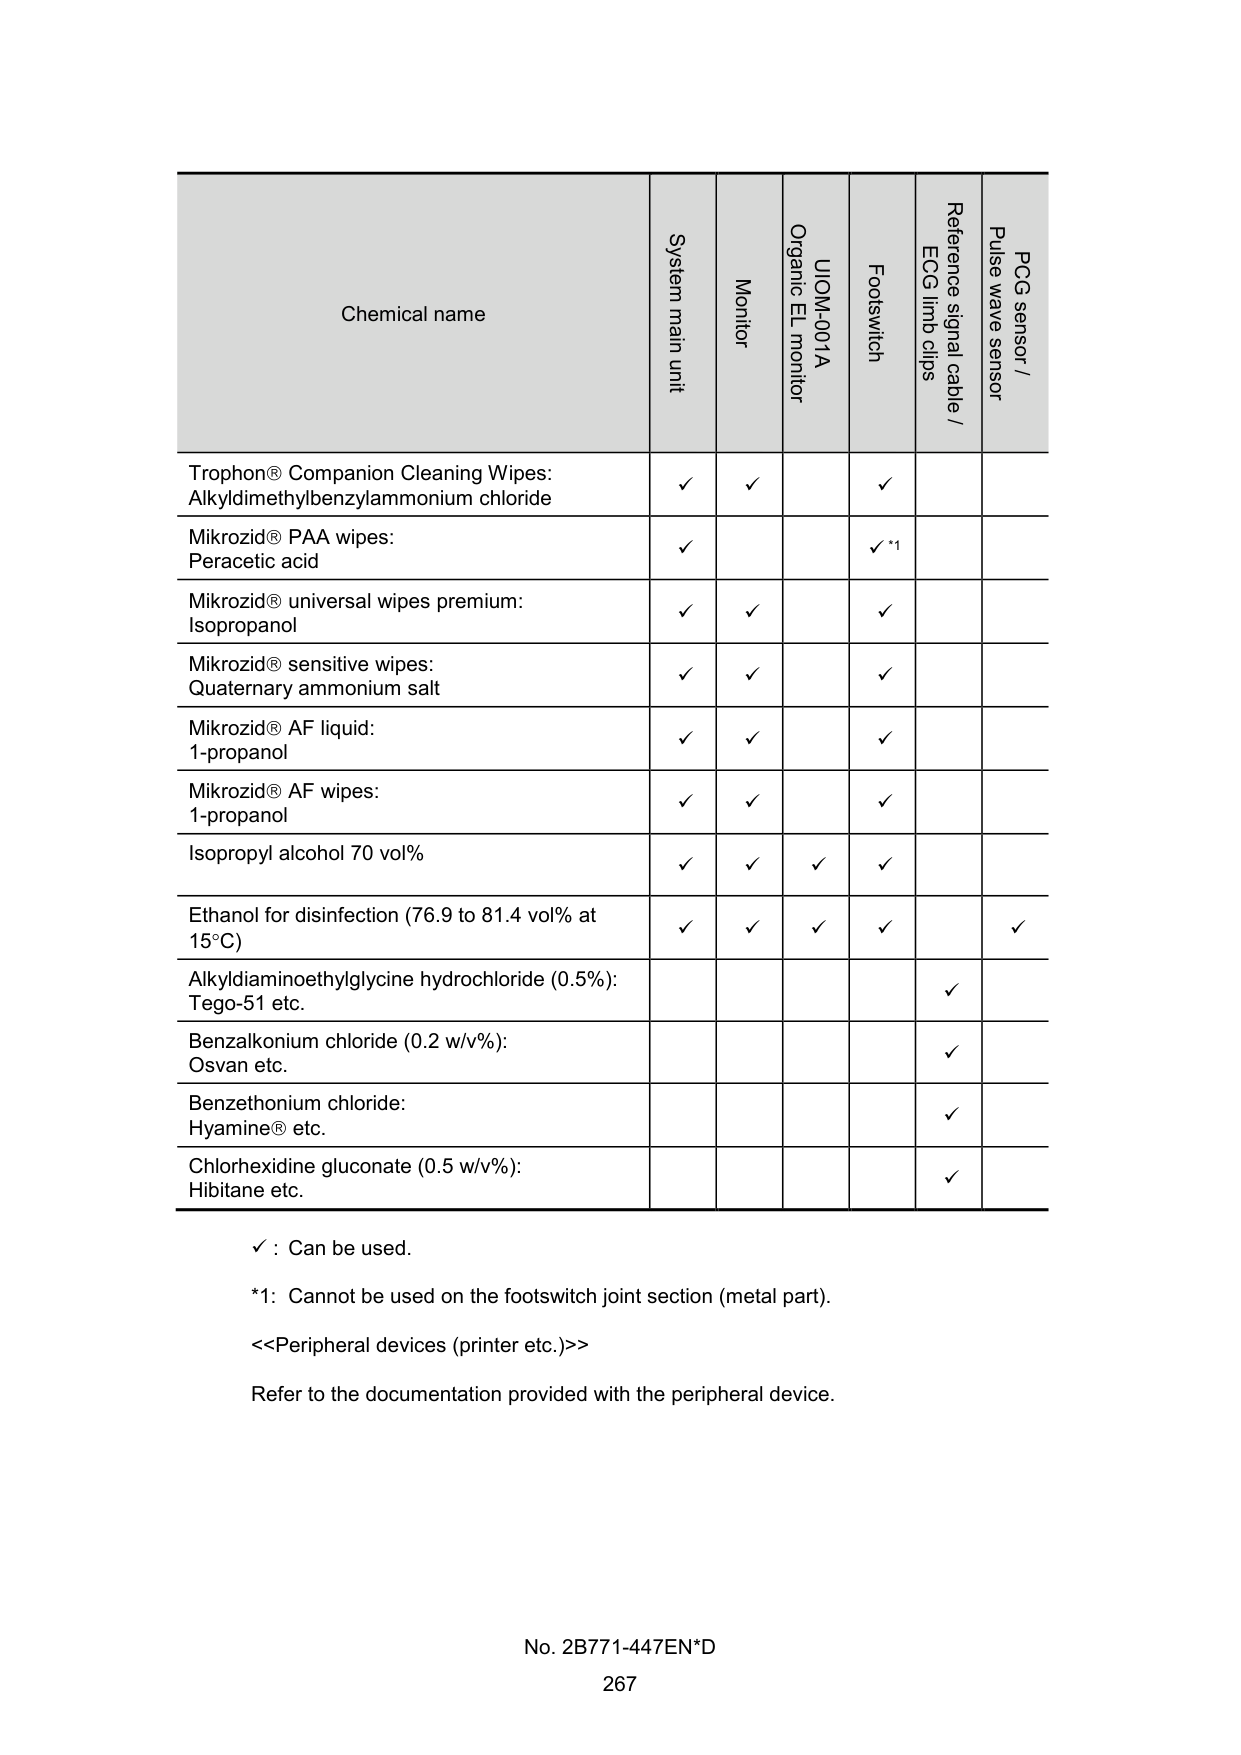 Chemical name
System main unit
Monitor
UIOM-001A
Organic EL monitor
Footswitch
Reference signal cable /
ECG limb clips
PCG sensor /
Pulse wave sensor
Trophon® Companion Cleaning Wipes:
Alkyldimethylbenzylammonium chloride
✓ ✓ ✓
Mikrozid® PAA wipes:
Peracetic acid
✓ ✓ *1
Mikrozid® universal wipes premium:
Isopropanol
✓ ✓ ✓
Mikrozid® sensitive wipes:
Quaternary ammonium salt
✓ ✓ ✓
Mikrozid® AF liquid:
1-propanol
✓ ✓ ✓
Mikrozid® AF wipes:
1-propanol
✓ ✓ ✓
Isopropyl alcohol 70 vol%
✓ ✓ ✓ ✓
Ethanol for disinfection (76.9 to 81.4 vol% at
15°C)
✓ ✓ ✓ ✓ ✓
Alkyldiaminoethylglycine hydrochloride (0.5%):
Tego-51 etc.
✓
Benzalkonium chloride (0.2 w/v%):
Osvan etc.
✓
Benzethonium chloride:
Hyamine® etc.
✓
Chlorhexidine gluconate (0.5 w/v%):
Hibitane etc.
✓
✓ : Can be used.
*1: Cannot be used on the footswitch joint section (metal part).
<<Peripheral devices (printer etc.)>>
Refer to the documentation provided with the peripheral device.
No. 2B771-447EN*D
267